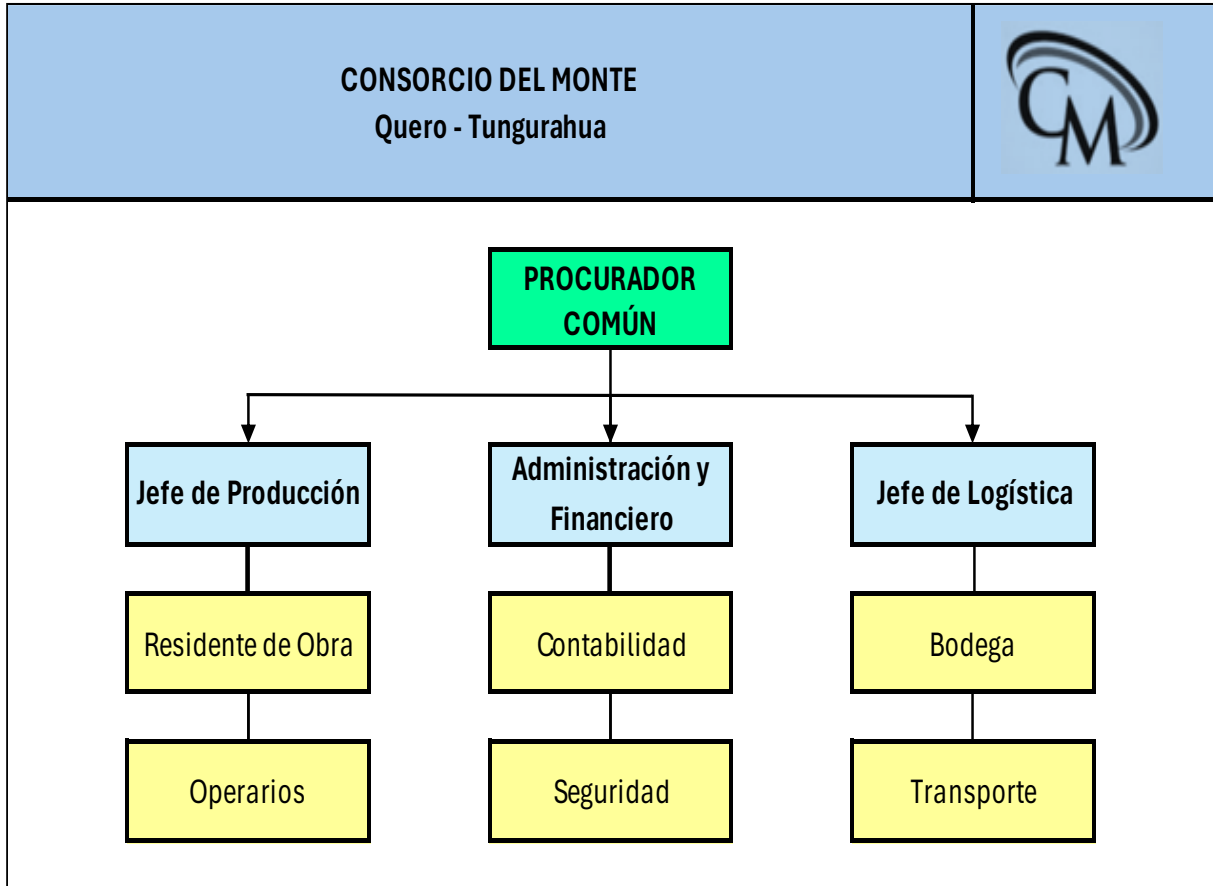 CONSORCIO DEL MONTE
Quero - Tungurahua
CM
PROCURADOR
COMÚN
Jefe de Producción
Administración y
Financiero
Jefe de Logística
Residente de Obra
Contabilidad
Bodega
Operarios
Seguridad
Transporte